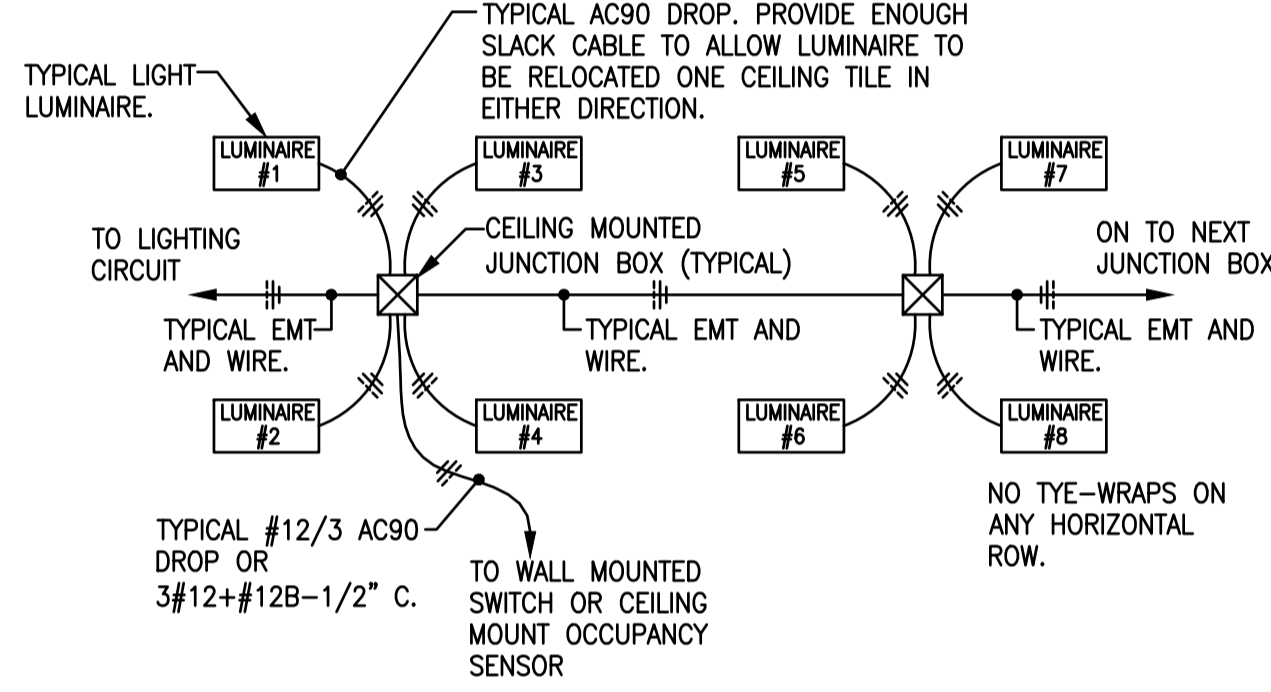 TYPICAL AC90 DROP. PROVIDE ENOUGH
SLACK CABLE TO ALLOW LUMINAIRE TO
BE RELOCATED ONE CEILING TILE IN
EITHER DIRECTION.
TYPICAL LIGHT
LUMINAIRE.
LUMINAIRE
#1
LUMINAIRE
#3
LUMINAIRE
#5
LUMINAIRE
#7
TO LIGHTING
CIRCUIT
CEILING MOUNTED
JUNCTION BOX (TYPICAL)
ON TO NEXT
JUNCTION BOX
TYPICAL EMT
AND WIRE.
TYPICAL EMT AND
WIRE.
TYPICAL EMT AND
WIRE.
LUMINAIRE
#2
LUMINAIRE
#4
LUMINAIRE
#6
LUMINAIRE
#8
TYPICAL #12/3 AC90
DROP OR
3#12+#12B-1/2" C.
TO WALL MOUNTED
SWITCH OR CEILING
MOUNT OCCUPANCY
SENSOR
NO TYE-WRAPS ON
ANY HORIZONTAL
ROW.